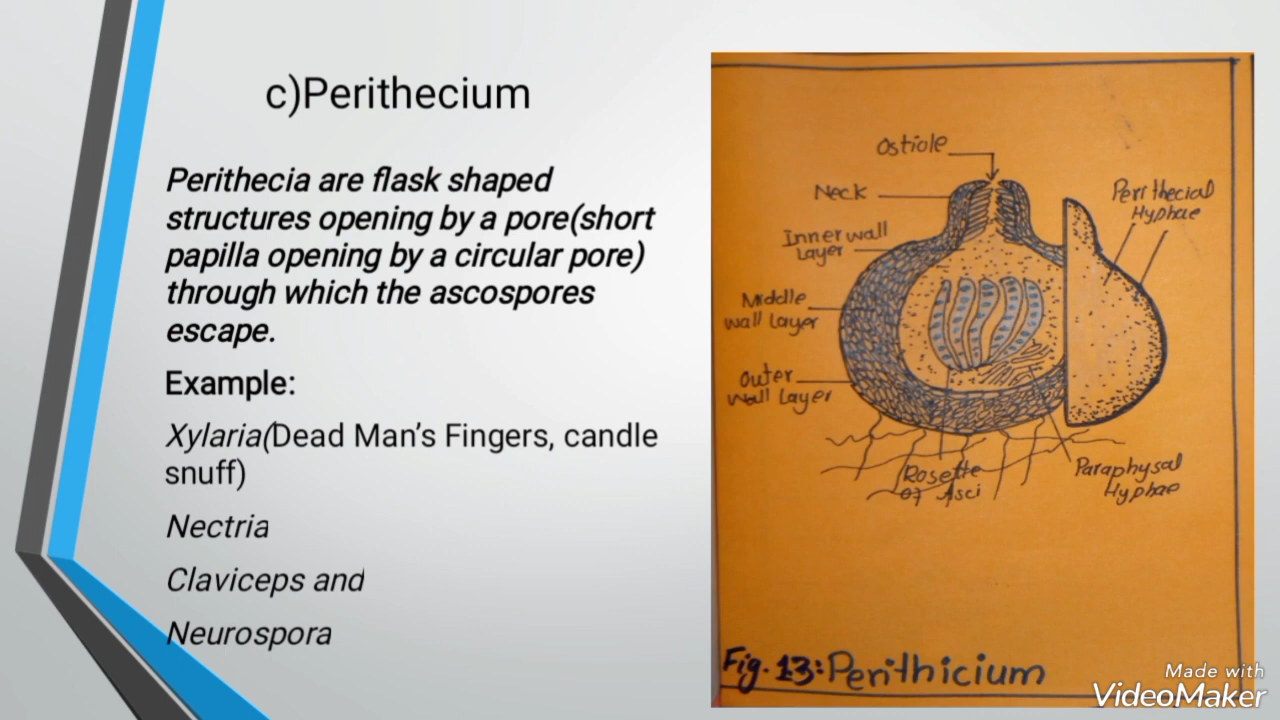 c)Perithecium
Perithecia are flask shaped
structures opening by a pore(short
papilla opening by a circular pore)
through which the ascospores
escape.
Example:
Xylaria(Dead Man’s Fingers, candle
snuff)
Nectria
Claviceps and
Neurospora
Ostiole
Neck
Inner wall
Layer
Middle
wall Layer
Outer
wall Layer
Perithecial
Hyphae
Rosette
of Asci
Paraphysal
Hyphae
Fig. 13: Perithicium
Made with
VideoMaker